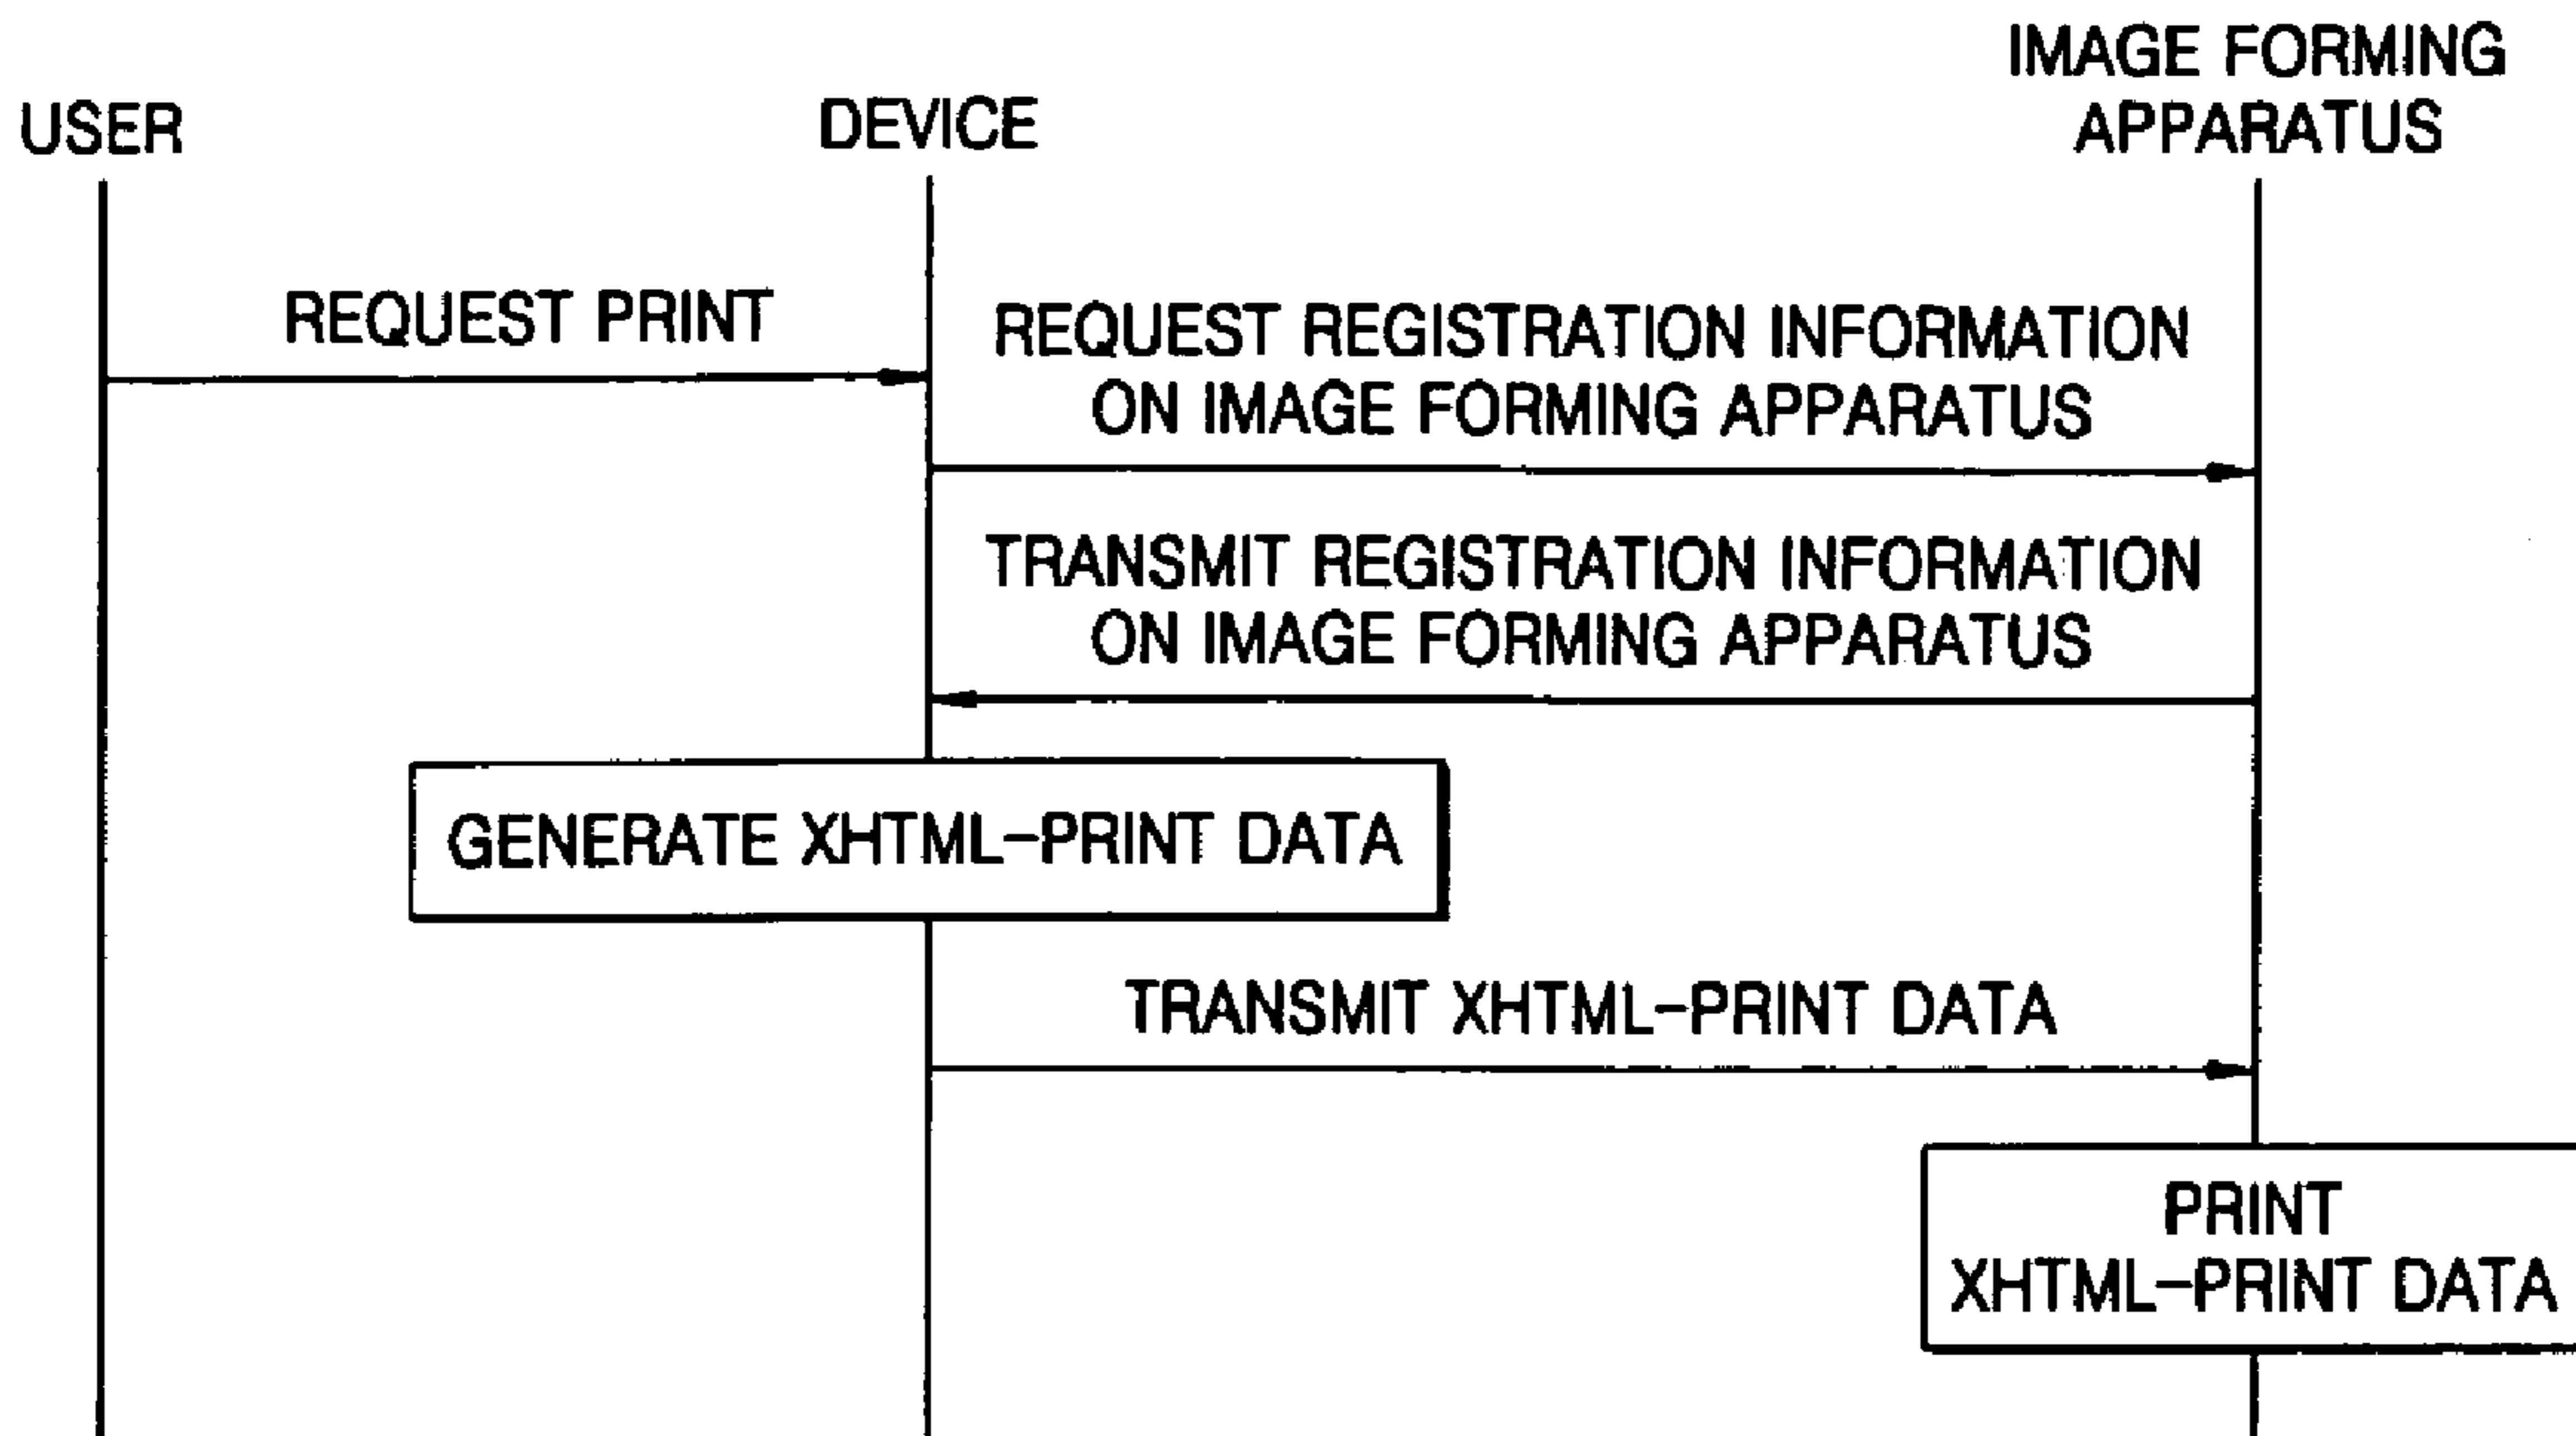 USER
DEVICE
IMAGE FORMING
APPARATUS
REQUEST PRINT
REQUEST REGISTRATION INFORMATION
ON IMAGE FORMING APPARATUS
TRANSMIT REGISTRATION INFORMATION
ON IMAGE FORMING APPARATUS
GENERATE XHTML-PRINT DATA
TRANSMIT XHTML-PRINT DATA
PRINT
XHTML-PRINT DATA